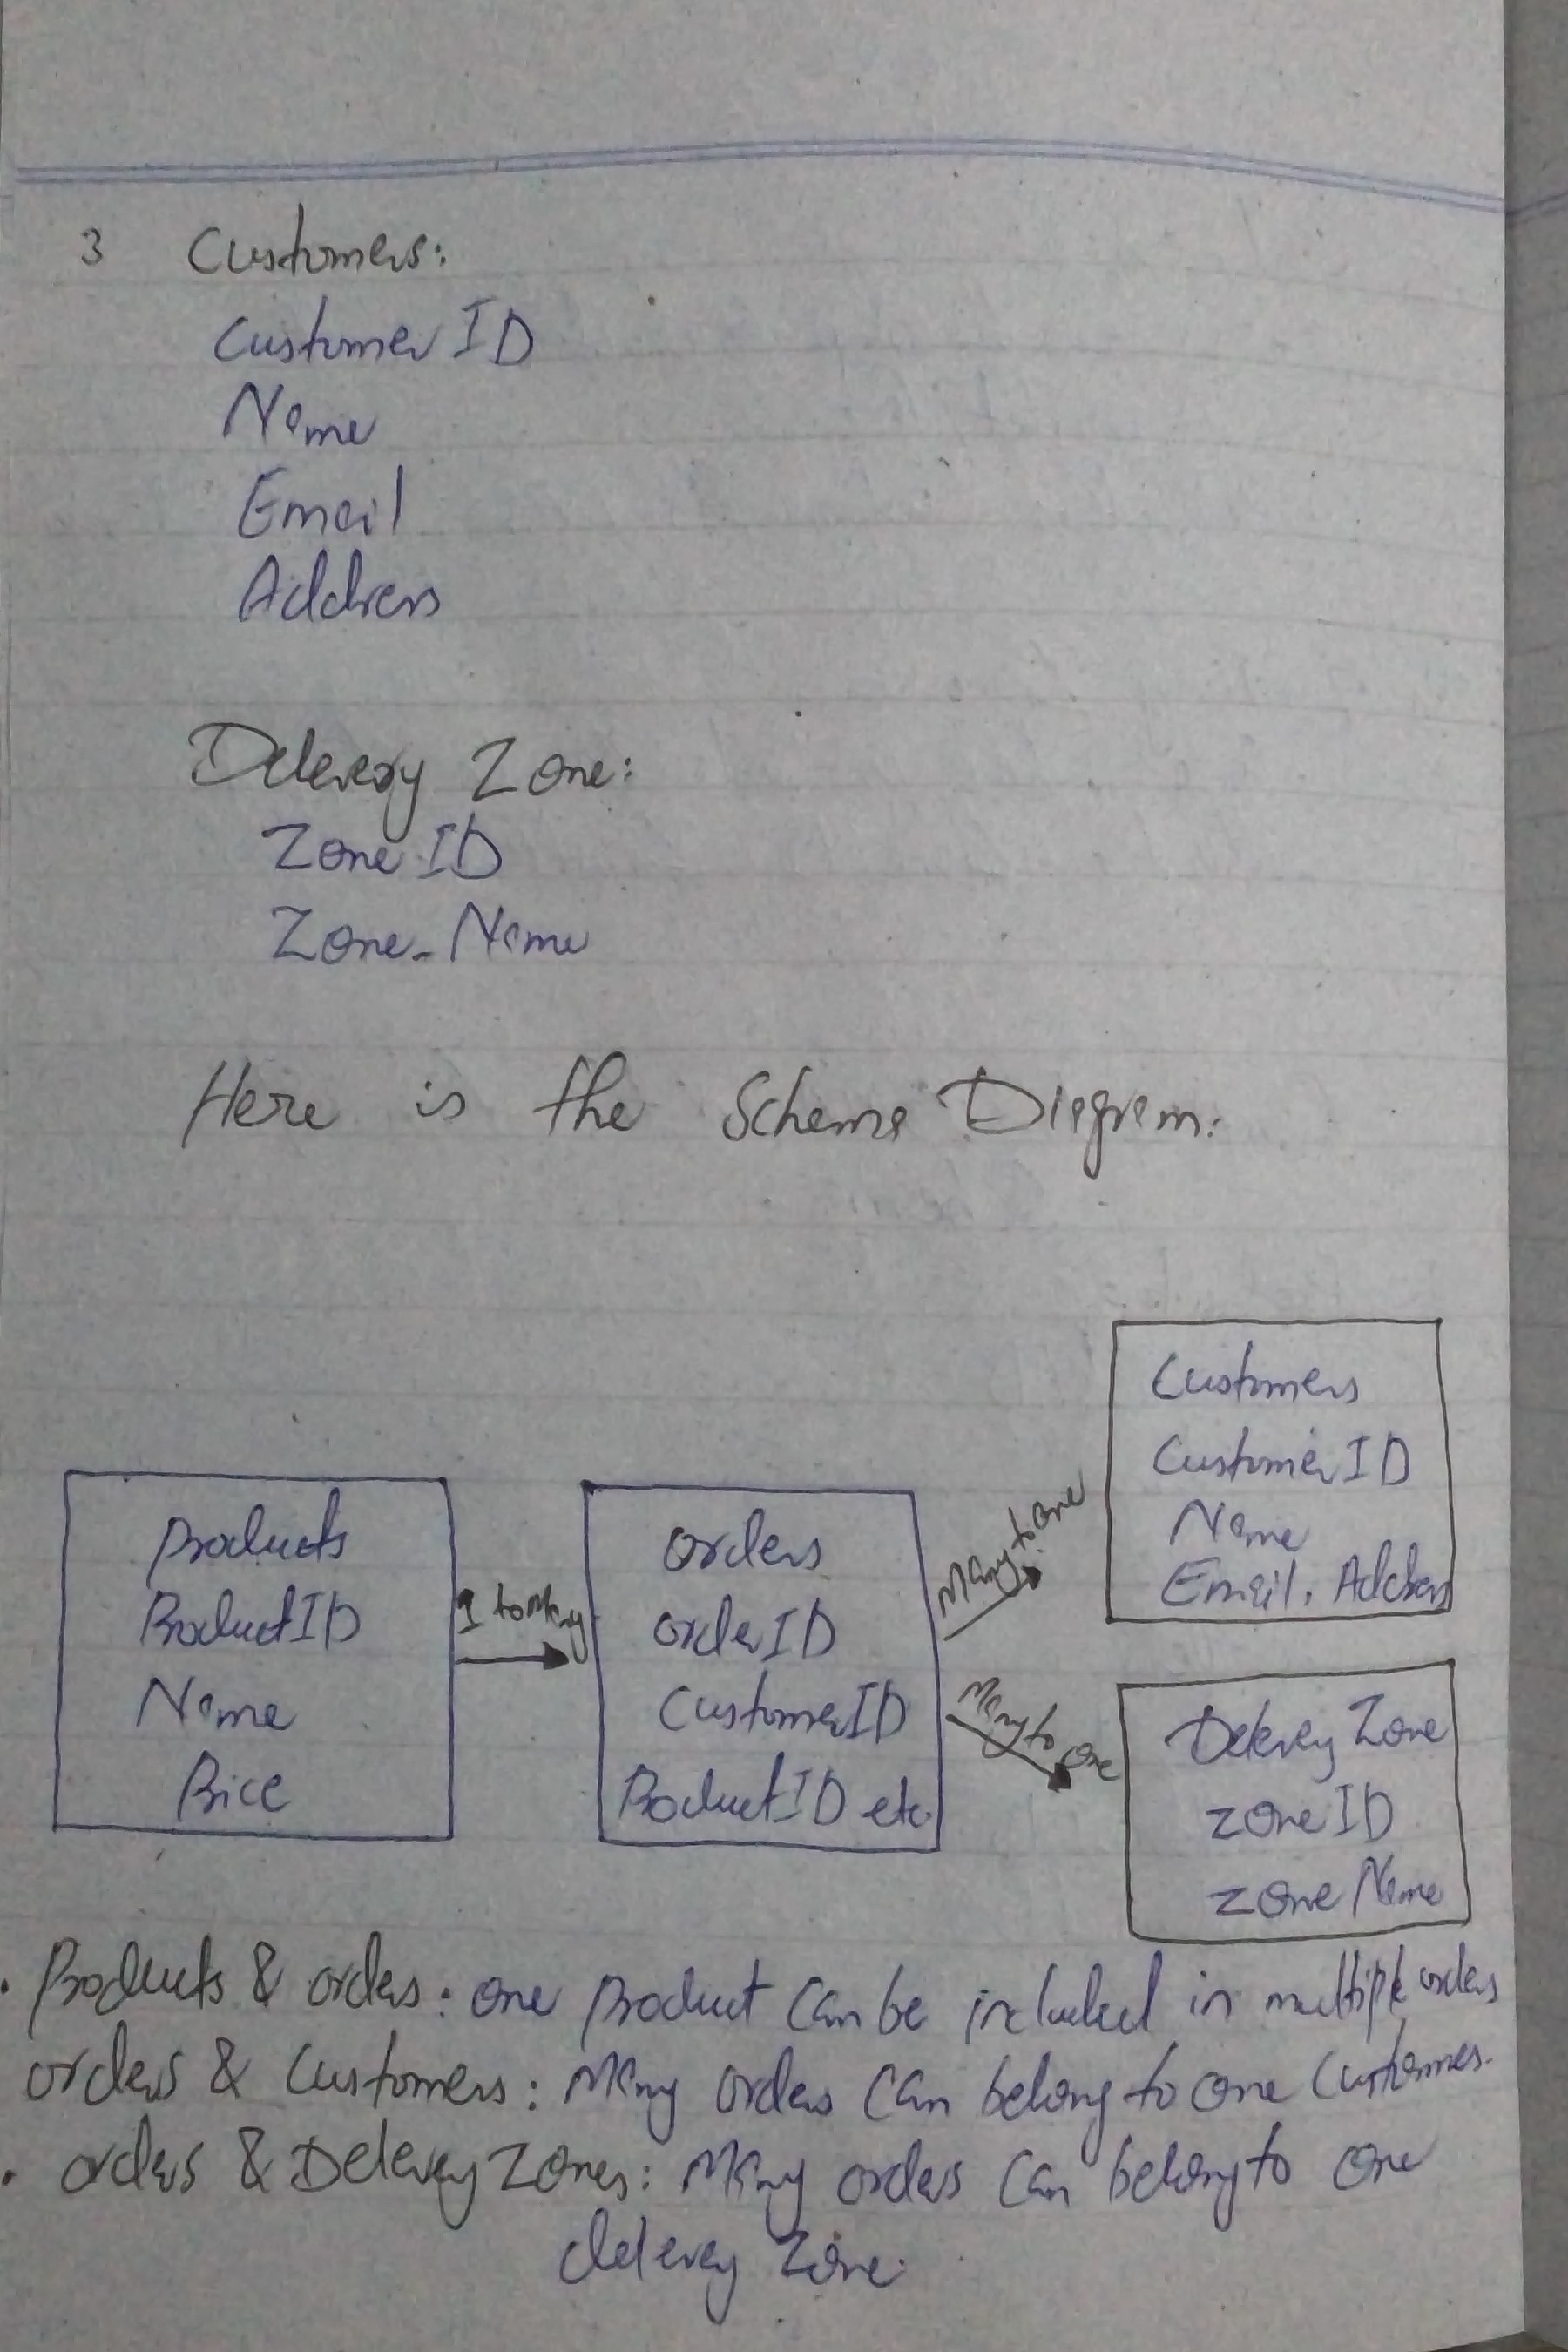 3 Customers:
Customer ID
Name
Email
Address
Delevery Zone:
Zone ID
Zone_Name
Here is the Schema Diagram:
Products
ProductID
Name
Price
1 to Many
orders
orderID
CustomerID
ProductID etc.
Many to one
Customers
CustomerID
Name
Email, Address
Many to one
Delevery Zone
zone ID
zone Name
• Products & orders: one Product Can be included in multiple orders
orders & Customers: Many orders Can belong to one Customers.
• orders & Delevery Zones: Many orders Can belong to one
delevey Zone.